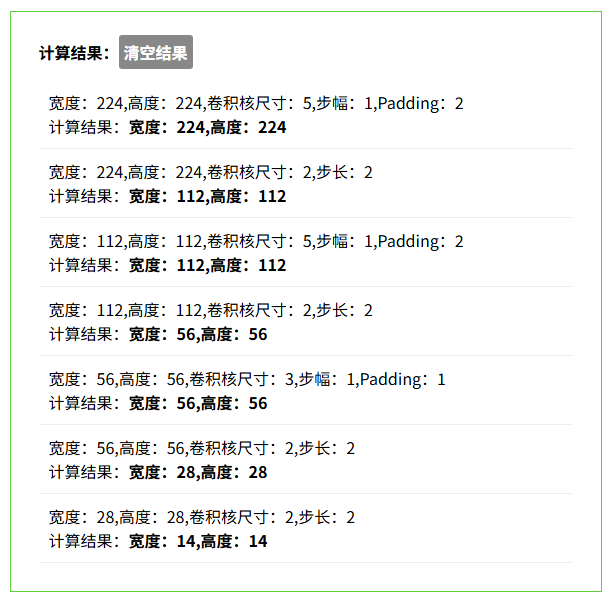 计算结果： 清空结果
宽度：224,高度：224,卷积核尺寸：5,步幅：1,Padding：2
计算结果：宽度：224,高度：224
宽度：224,高度：224,卷积核尺寸：2,步长：2
计算结果：宽度：112,高度：112
宽度：112,高度：112,卷积核尺寸：5,步幅：1,Padding：2
计算结果：宽度：112,高度：112
宽度：112,高度：112,卷积核尺寸：2,步长：2
计算结果：宽度：56,高度：56
宽度：56,高度：56,卷积核尺寸：3,步幅：1,Padding：1
计算结果：宽度：56,高度：56
宽度：56,高度：56,卷积核尺寸：2,步长：2
计算结果：宽度：28,高度：28
宽度：28,高度：28,卷积核尺寸：2,步长：2
计算结果：宽度：14,高度：14